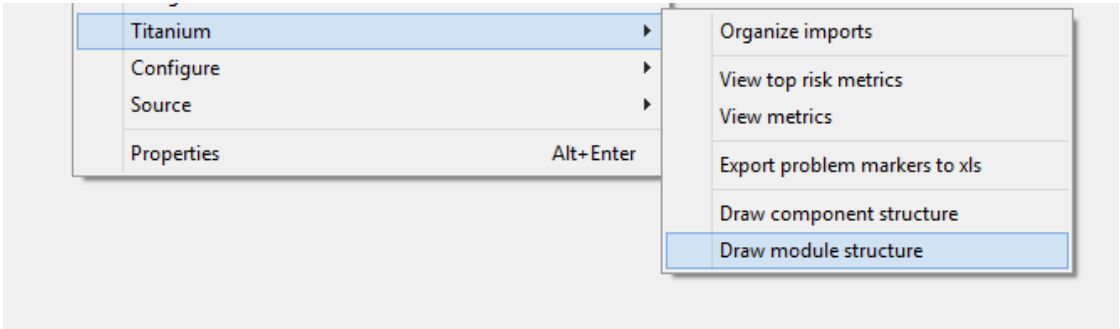 Titanium
Configure
Source
Properties Alt+Enter
Organize imports
View top risk metrics
View metrics
Export problem markers to xls
Draw component structure
Draw module structure